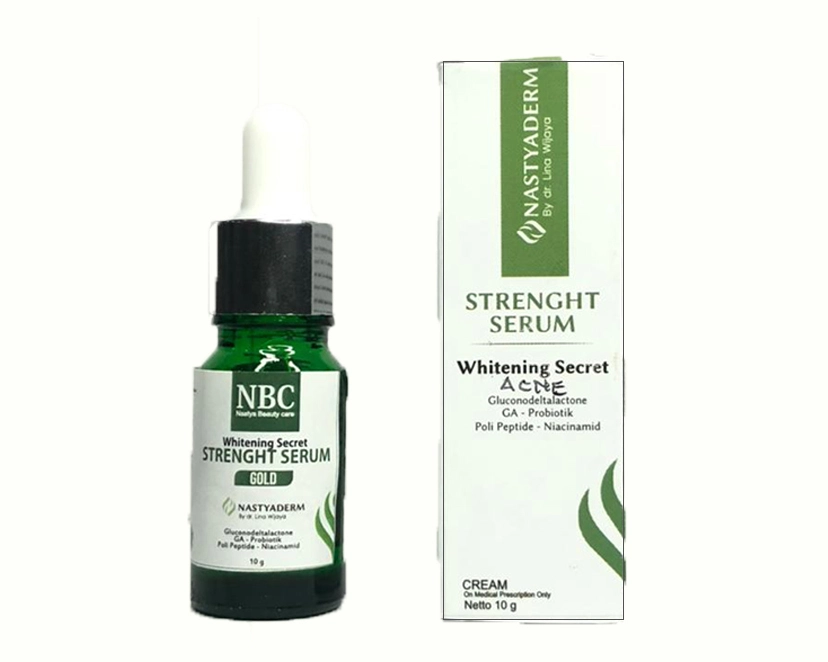 NBC
Nastya Beauty care
Whitening Secret
STRENGHT SERUM
GOLD
NASTYADERM
By dr. Lina Wijaya
Gluconodeltalactone
GA - Probiotik
Poli Peptide - Niacinamid
10 g
NASTYADERM
By dr. Lina Wijaya
STRENGHT
SERUM
Whitening Secret
ACNE
Gluconodeltalactone
GA - Probiotik
Poli Peptide - Niacinamid
CREAM
On Medical Prescription Only
Netto 10 g